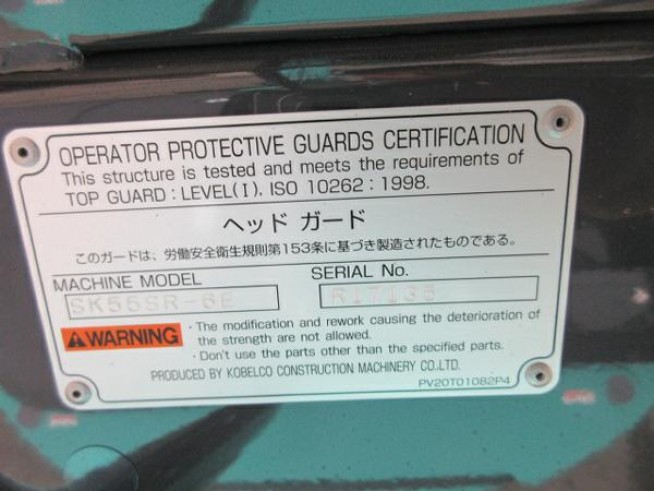 OPERATOR PROTECTIVE GUARDS CERTIFICATION
This structure is tested and meets the requirements of
TOP GUARD : LEVEL(I). ISO 10262 : 1998.
ヘッド ガード
このガードは、労働安全衛生規則第153条に基づき製造されたものである。
MACHINE MODEL SERIAL No.
SK55SR-6E R17135
WARNING
・The modification and rework causing the deterioration of
the strength are not allowed.
・Don't use the parts other than the specified parts.
PRODUCED BY KOBELCO CONSTRUCTION MACHINERY CO.,LTD.
PV20T01082P4